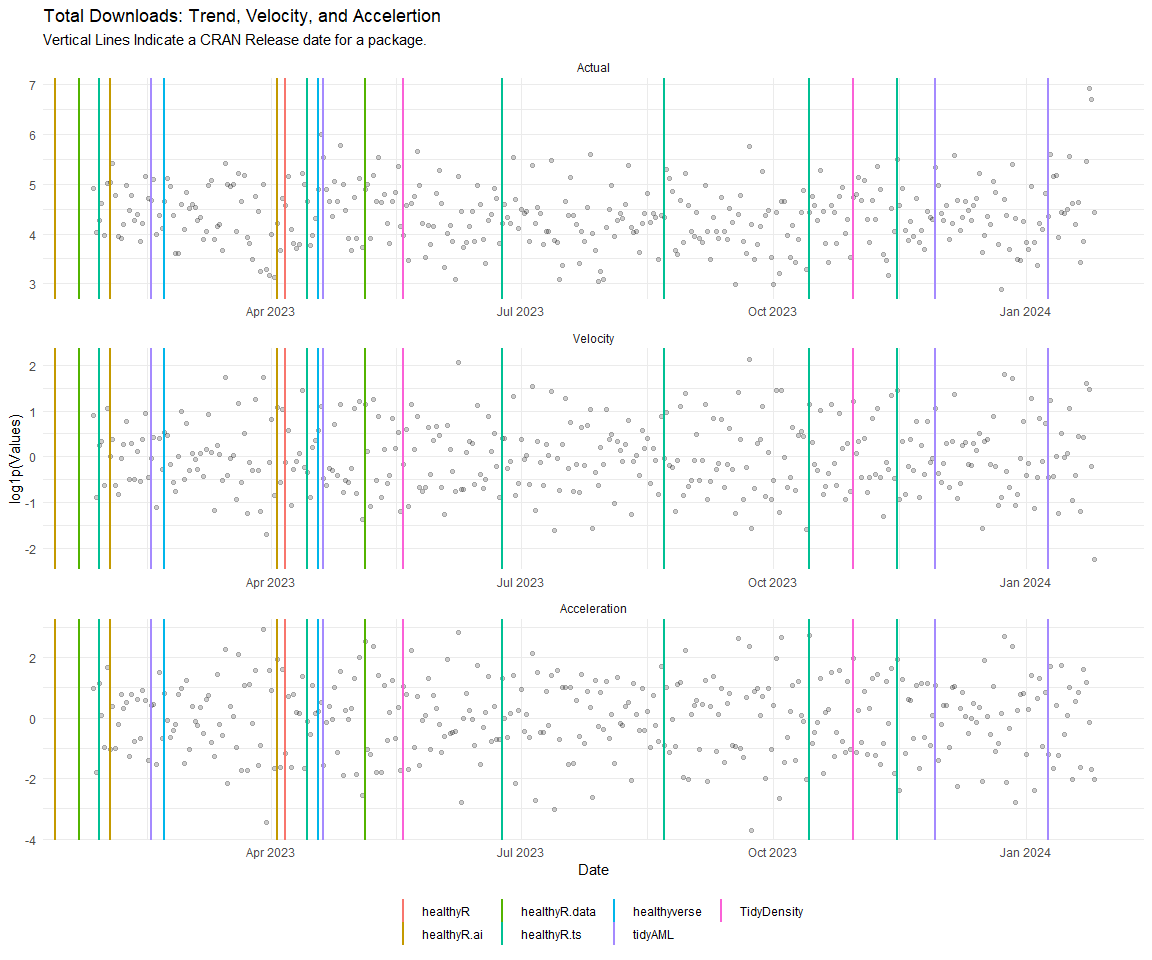 Total Downloads: Trend, Velocity, and Accelertion
Vertical Lines Indicate a CRAN Release date for a package.
Actual
7
6
5
4
3
Apr 2023 Jul 2023 Oct 2023 Jan 2024
Velocity
2
1
0
-1
-2
Apr 2023 Jul 2023 Oct 2023 Jan 2024
Acceleration
2
0
-2
-4
Apr 2023 Jul 2023 Oct 2023 Jan 2024
log1p(Values)
Date
healthyR healthyR.data healthyverse TidyDensity
healthyR.ai healthyR.ts tidyAML